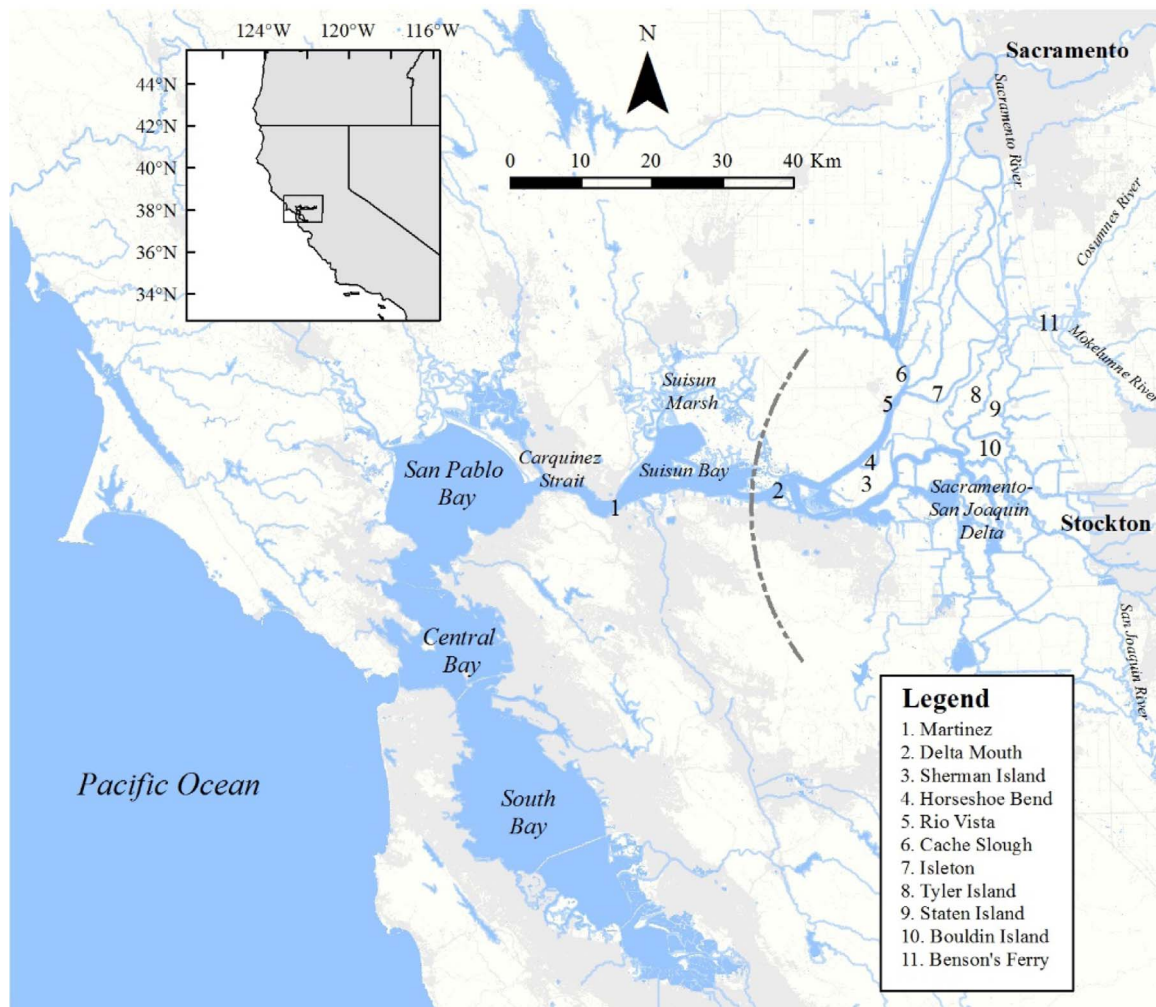 124°W 120°W 116°W
44°N
42°N
40°N
38°N
36°N
34°N
N
0 10 20 30 40 Km
Sacramento
Sacramento River
Cosumnes River
Mokelumne River
11
6
5
7
8
9
10
4
3
2
1
Suisun
Marsh
Suisun Bay
Carquinez
Strait
San Pablo
Bay
Sacramento-
San Joaquin
Delta
Stockton
San Joaquin River
Central
Bay
South
Bay
Pacific Ocean
Legend
1. Martinez
2. Delta Mouth
3. Sherman Island
4. Horseshoe Bend
5. Rio Vista
6. Cache Slough
7. Isleton
8. Tyler Island
9. Staten Island
10. Bouldin Island
11. Benson's Ferry